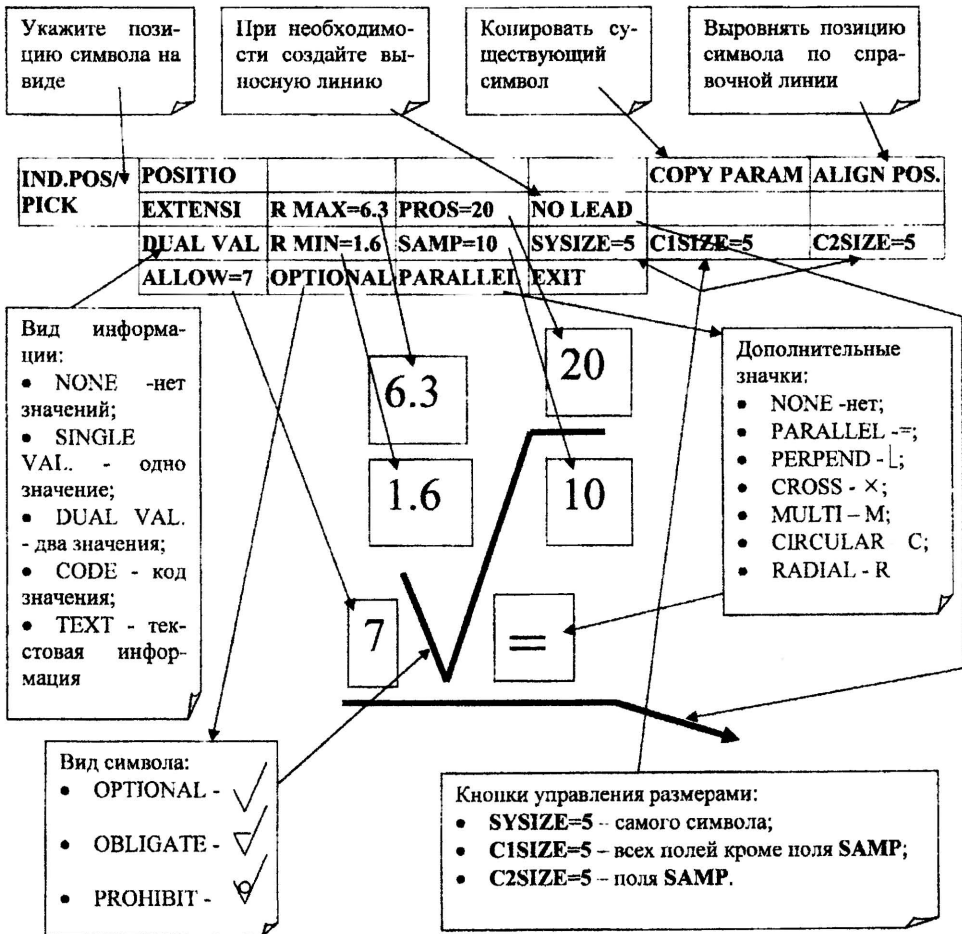 Укажите пози-
цию символа на
виде
При необходимо-
сти создайте вы-
носную линию
Копировать су-
ществующий
символ
Выровнять позицию
символа по спра-
вочной линии
IND.POS/ POSITIO COPY PARAM ALIGN POS.
PICK EXTENSI R MAX=6.3 PROS=20 NO LEAD
DUAL VAL R MIN=1.6 SAMP=10 SYSIZE=5 C1SIZE=5 C2SIZE=5
ALLOW=7 OPTIONAL PARALLEL EXIT
Вид информа-
ции:
• NONE -нет
значений;
• SINGLE
VAL. - одно
значение;
• DUAL VAL.
- два значения;
• CODE - код
значения;
• TEXT - тек-
стовая инфор-
мация
6.3
20
1.6
10
7
=
Дополнительные
значки:
• NONE -нет;
• PARALLEL -=;
• PERPEND - ⌊;
• CROSS - ×;
• MULTI – M;
• CIRCULAR C;
• RADIAL - R
Вид символа:
• OPTIONAL -
• OBLIGATE -
• PROHIBIT -
Кнопки управления размерами:
• SYSIZE=5 – самого символа;
• C1SIZE=5 – всех полей кроме поля SAMP;
• C2SIZE=5 – поля SAMP.